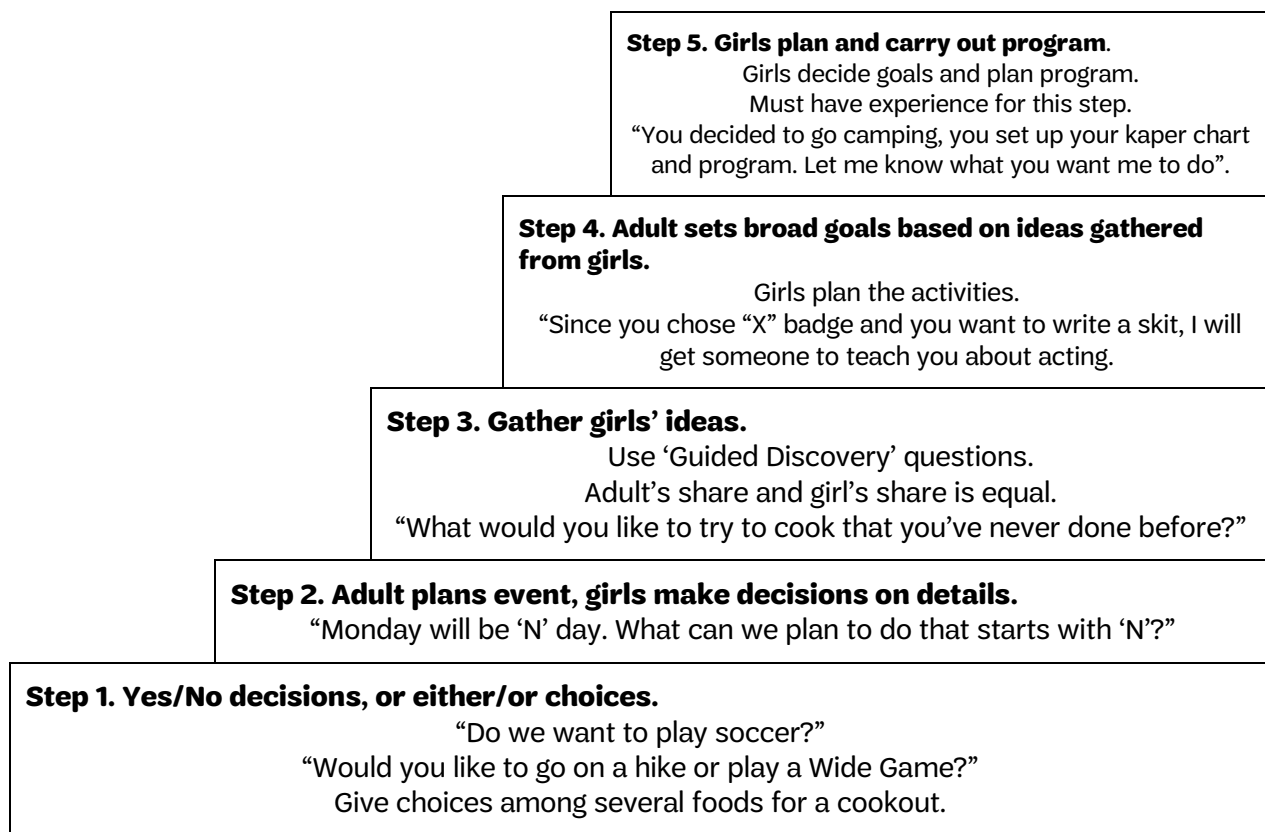 Step 5. Girls plan and carry out program.
Girls decide goals and plan program.
Must have experience for this step.
“You decided to go camping, you set up your kaper chart
and program. Let me know what you want me to do”.
Step 4. Adult sets broad goals based on ideas gathered
from girls.
Girls plan the activities.
“Since you chose “X” badge and you want to write a skit, I will
get someone to teach you about acting.
Step 3. Gather girls’ ideas.
Use ‘Guided Discovery’ questions.
Adult’s share and girl’s share is equal.
“What would you like to try to cook that you’ve never done before?”
Step 2. Adult plans event, girls make decisions on details.
“Monday will be ‘N’ day. What can we plan to do that starts with ‘N’?”
Step 1. Yes/No decisions, or either/or choices.
“Do we want to play soccer?”
“Would you like to go on a hike or play a Wide Game?”
Give choices among several foods for a cookout.